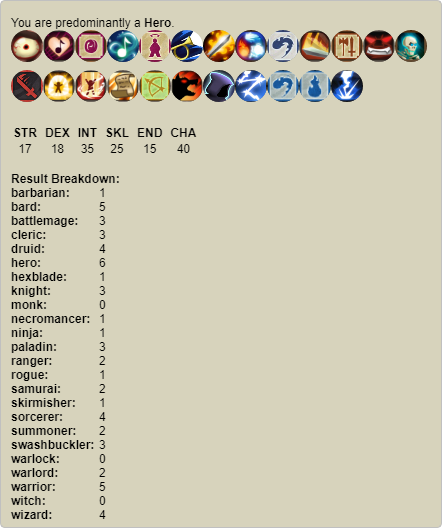 You are predominantly a Hero.
STR DEX INT SKL END CHA
17 18 35 25 15 40
Result Breakdown:
barbarian: 1
bard: 5
battlemage: 3
cleric: 3
druid: 4
hero: 6
hexblade: 1
knight: 3
monk: 0
necromancer: 1
ninja: 1
paladin: 3
ranger: 2
rogue: 1
samurai: 2
skirmisher: 1
sorcerer: 4
summoner: 2
swashbuckler: 3
warlock: 0
warlord: 2
warrior: 5
witch: 0
wizard: 4